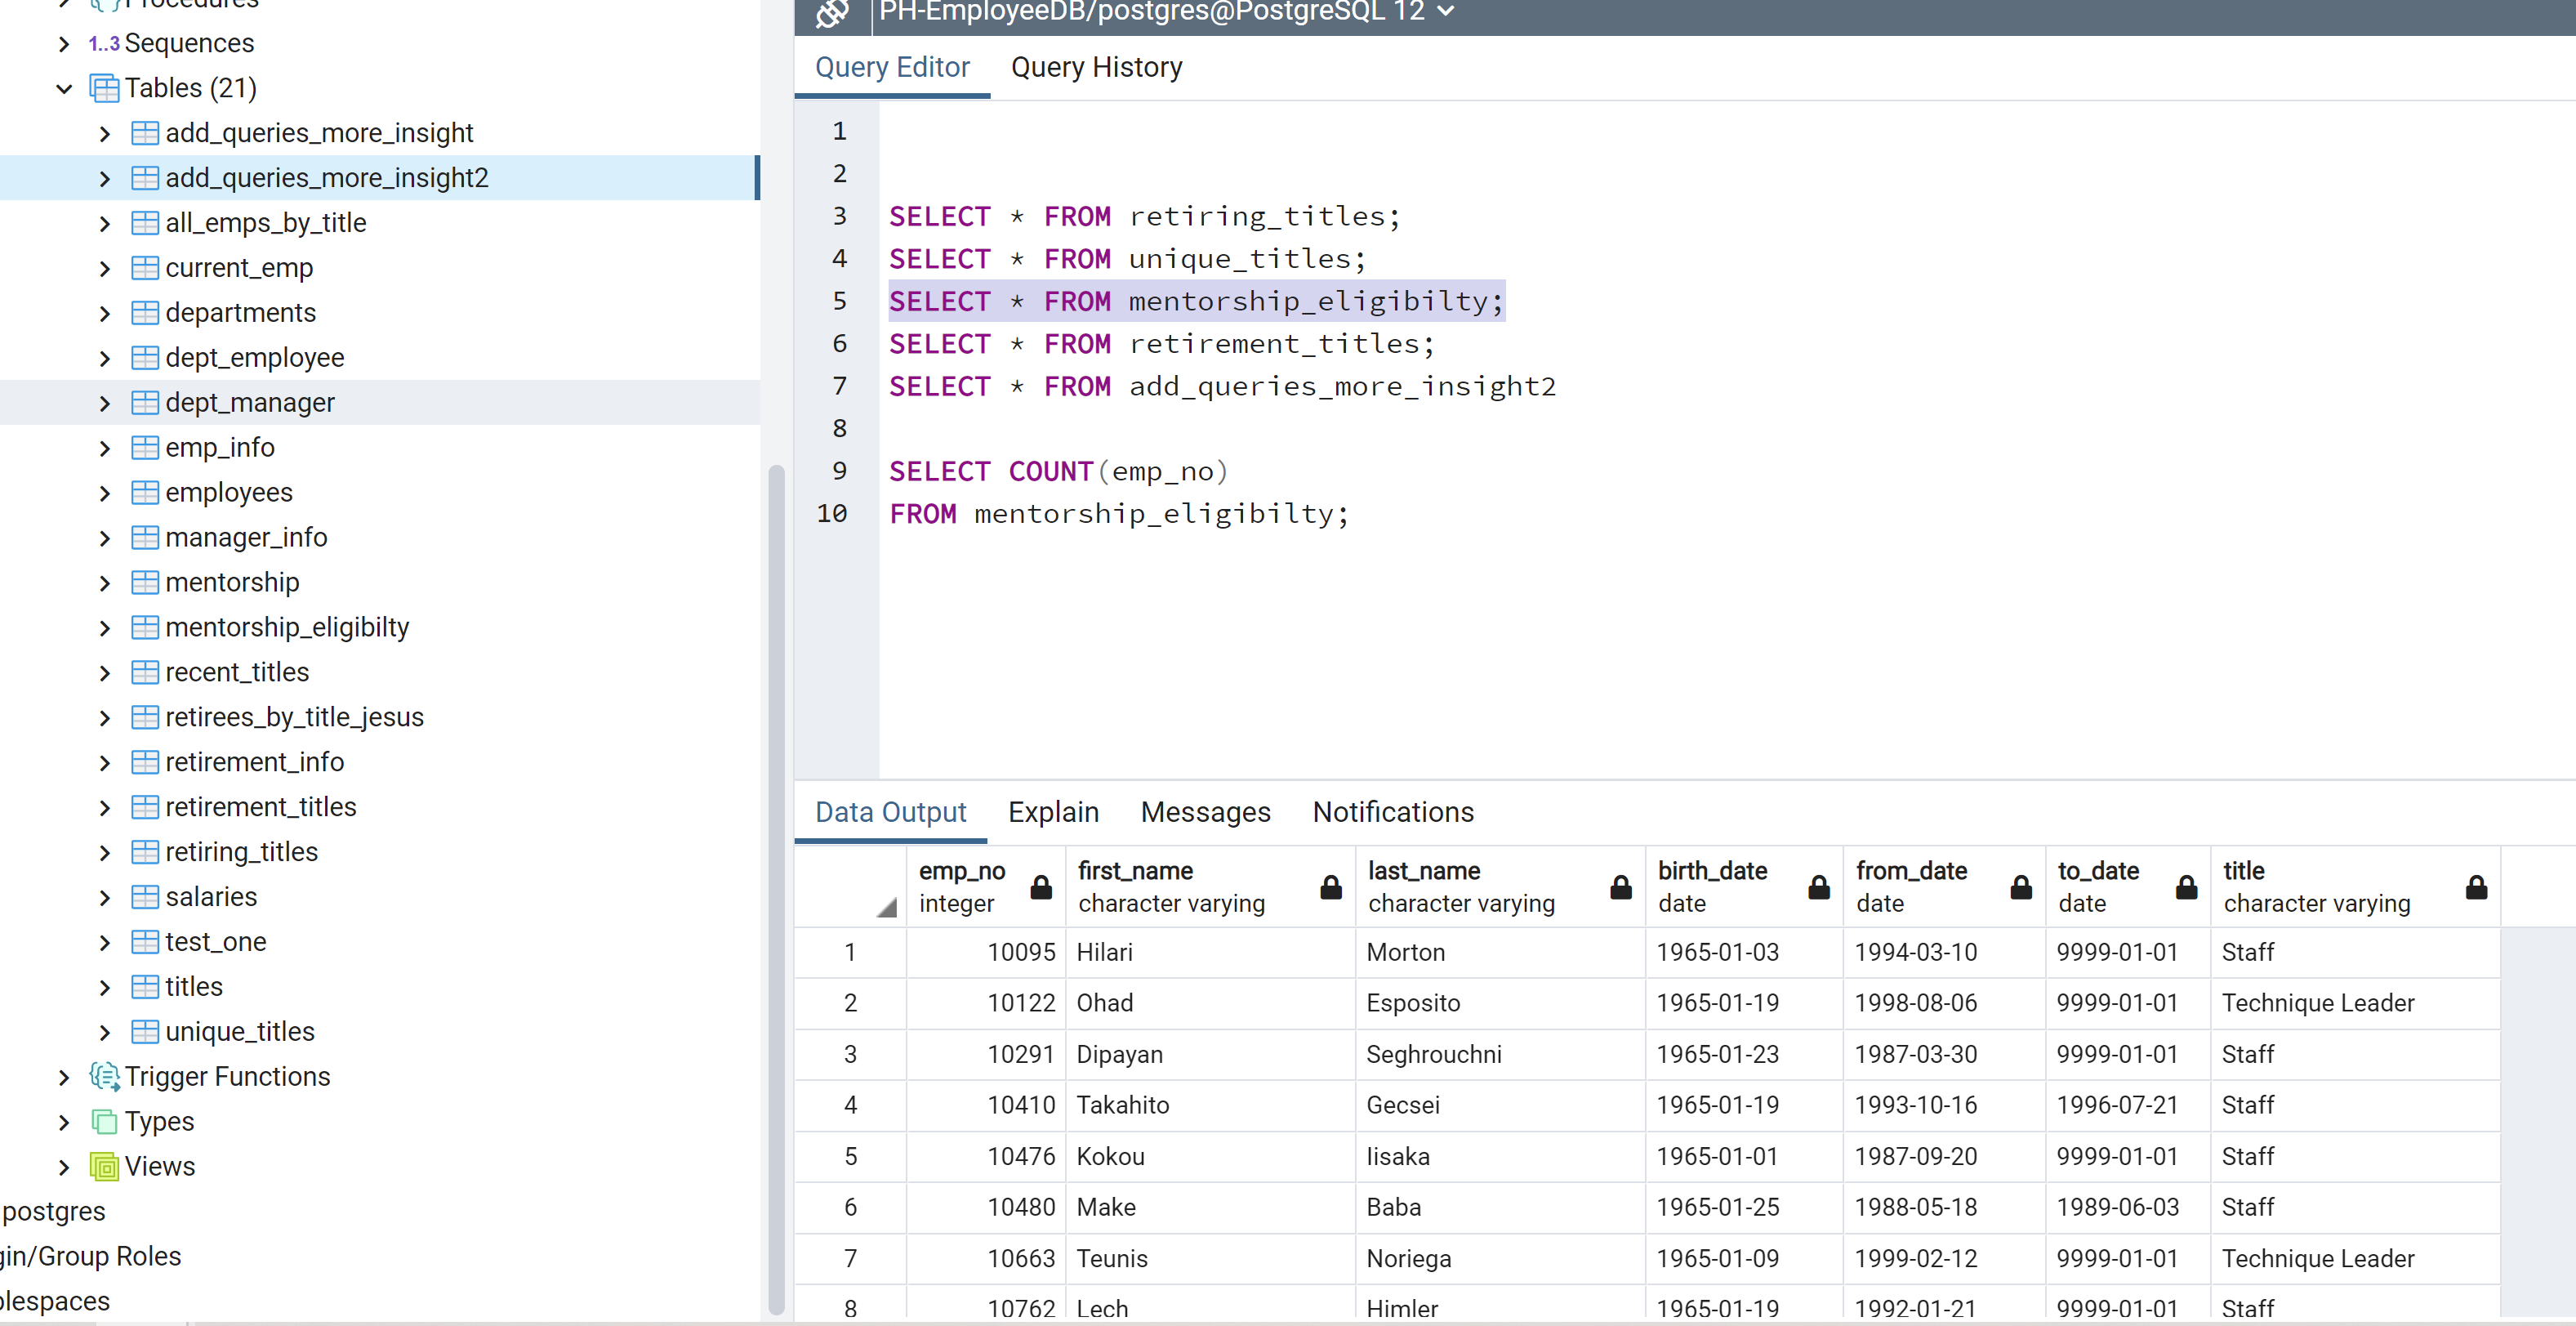 Procedures
1..3 Sequences
Tables (21)
add_queries_more_insight
add_queries_more_insight2
all_emps_by_title
current_emp
departments
dept_employee
dept_manager
emp_info
employees
manager_info
mentorship
mentorship_eligibilty
recent_titles
retirees_by_title_jesus
retirement_info
retirement_titles
retiring_titles
salaries
test_one
titles
unique_titles
Trigger Functions
Types
Views
postgres
gin/Group Roles
blespaces
PH-EmployeeDB/postgres@PostgreSQL 12
Query Editor Query History
1
2
3 SELECT * FROM retiring_titles;
4 SELECT * FROM unique_titles;
5 SELECT * FROM mentorship_eligibilty;
6 SELECT * FROM retirement_titles;
7 SELECT * FROM add_queries_more_insight2
8
9 SELECT COUNT(emp_no)
10 FROM mentorship_eligibilty;
Data Output Explain Messages Notifications
emp_no first_name last_name birth_date from_date to_date title
integer character varying character varying date date date character varying
1 10095 Hilari Morton 1965-01-03 1994-03-10 9999-01-01 Staff
2 10122 Ohad Esposito 1965-01-19 1998-08-06 9999-01-01 Technique Leader
3 10291 Dipayan Seghrouchni 1965-01-23 1987-03-30 9999-01-01 Staff
4 10410 Takahito Gecsei 1965-01-19 1993-10-16 1996-07-21 Staff
5 10476 Kokou Iisaka 1965-01-01 1987-09-20 9999-01-01 Staff
6 10480 Make Baba 1965-01-25 1988-05-18 1989-06-03 Staff
7 10663 Teunis Noriega 1965-01-09 1999-02-12 9999-01-01 Technique Leader
8 10762 Lech Himler 1965-01-19 1992-01-21 9999-01-01 Staff